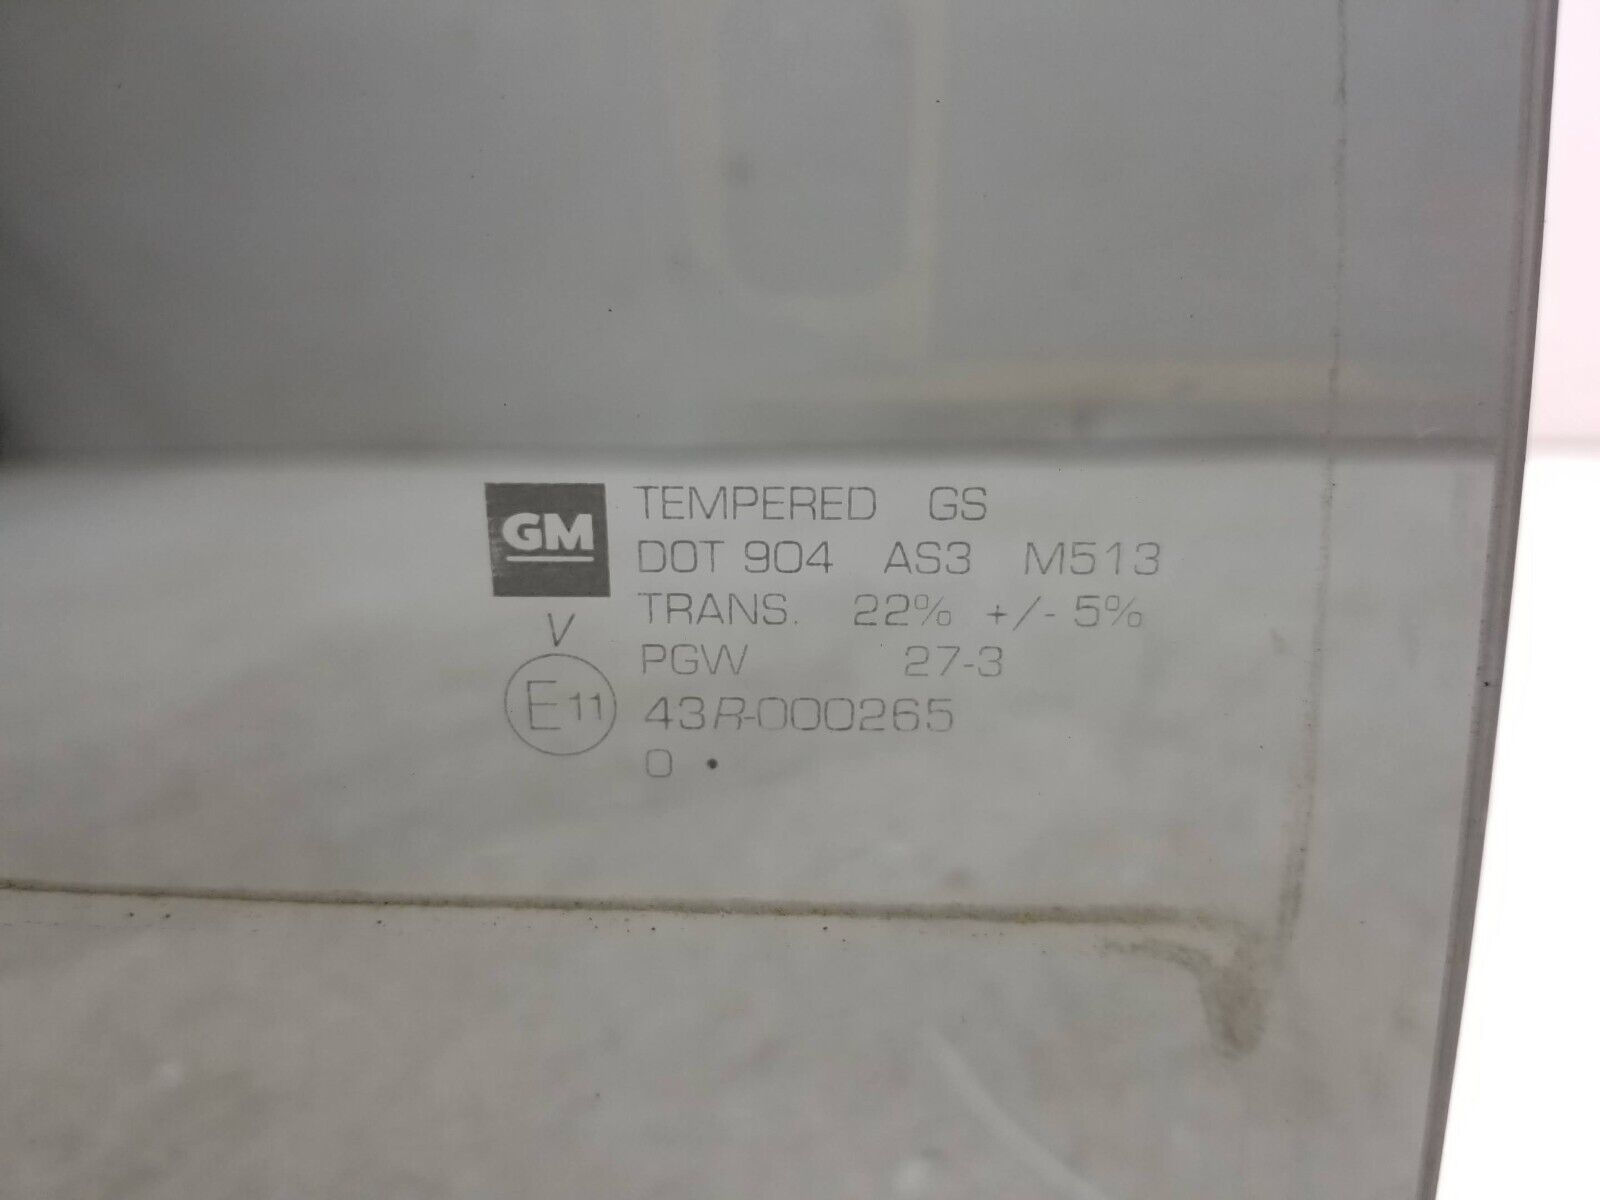 GM
TEMPERED GS
DOT 904 AS3 M513
TRANS. 22% +/- 5%
V
PGW 27-3
E11
43R-000265
0 •